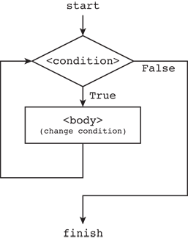 start
<condition>
False
True
<body>
(change condition)
finish